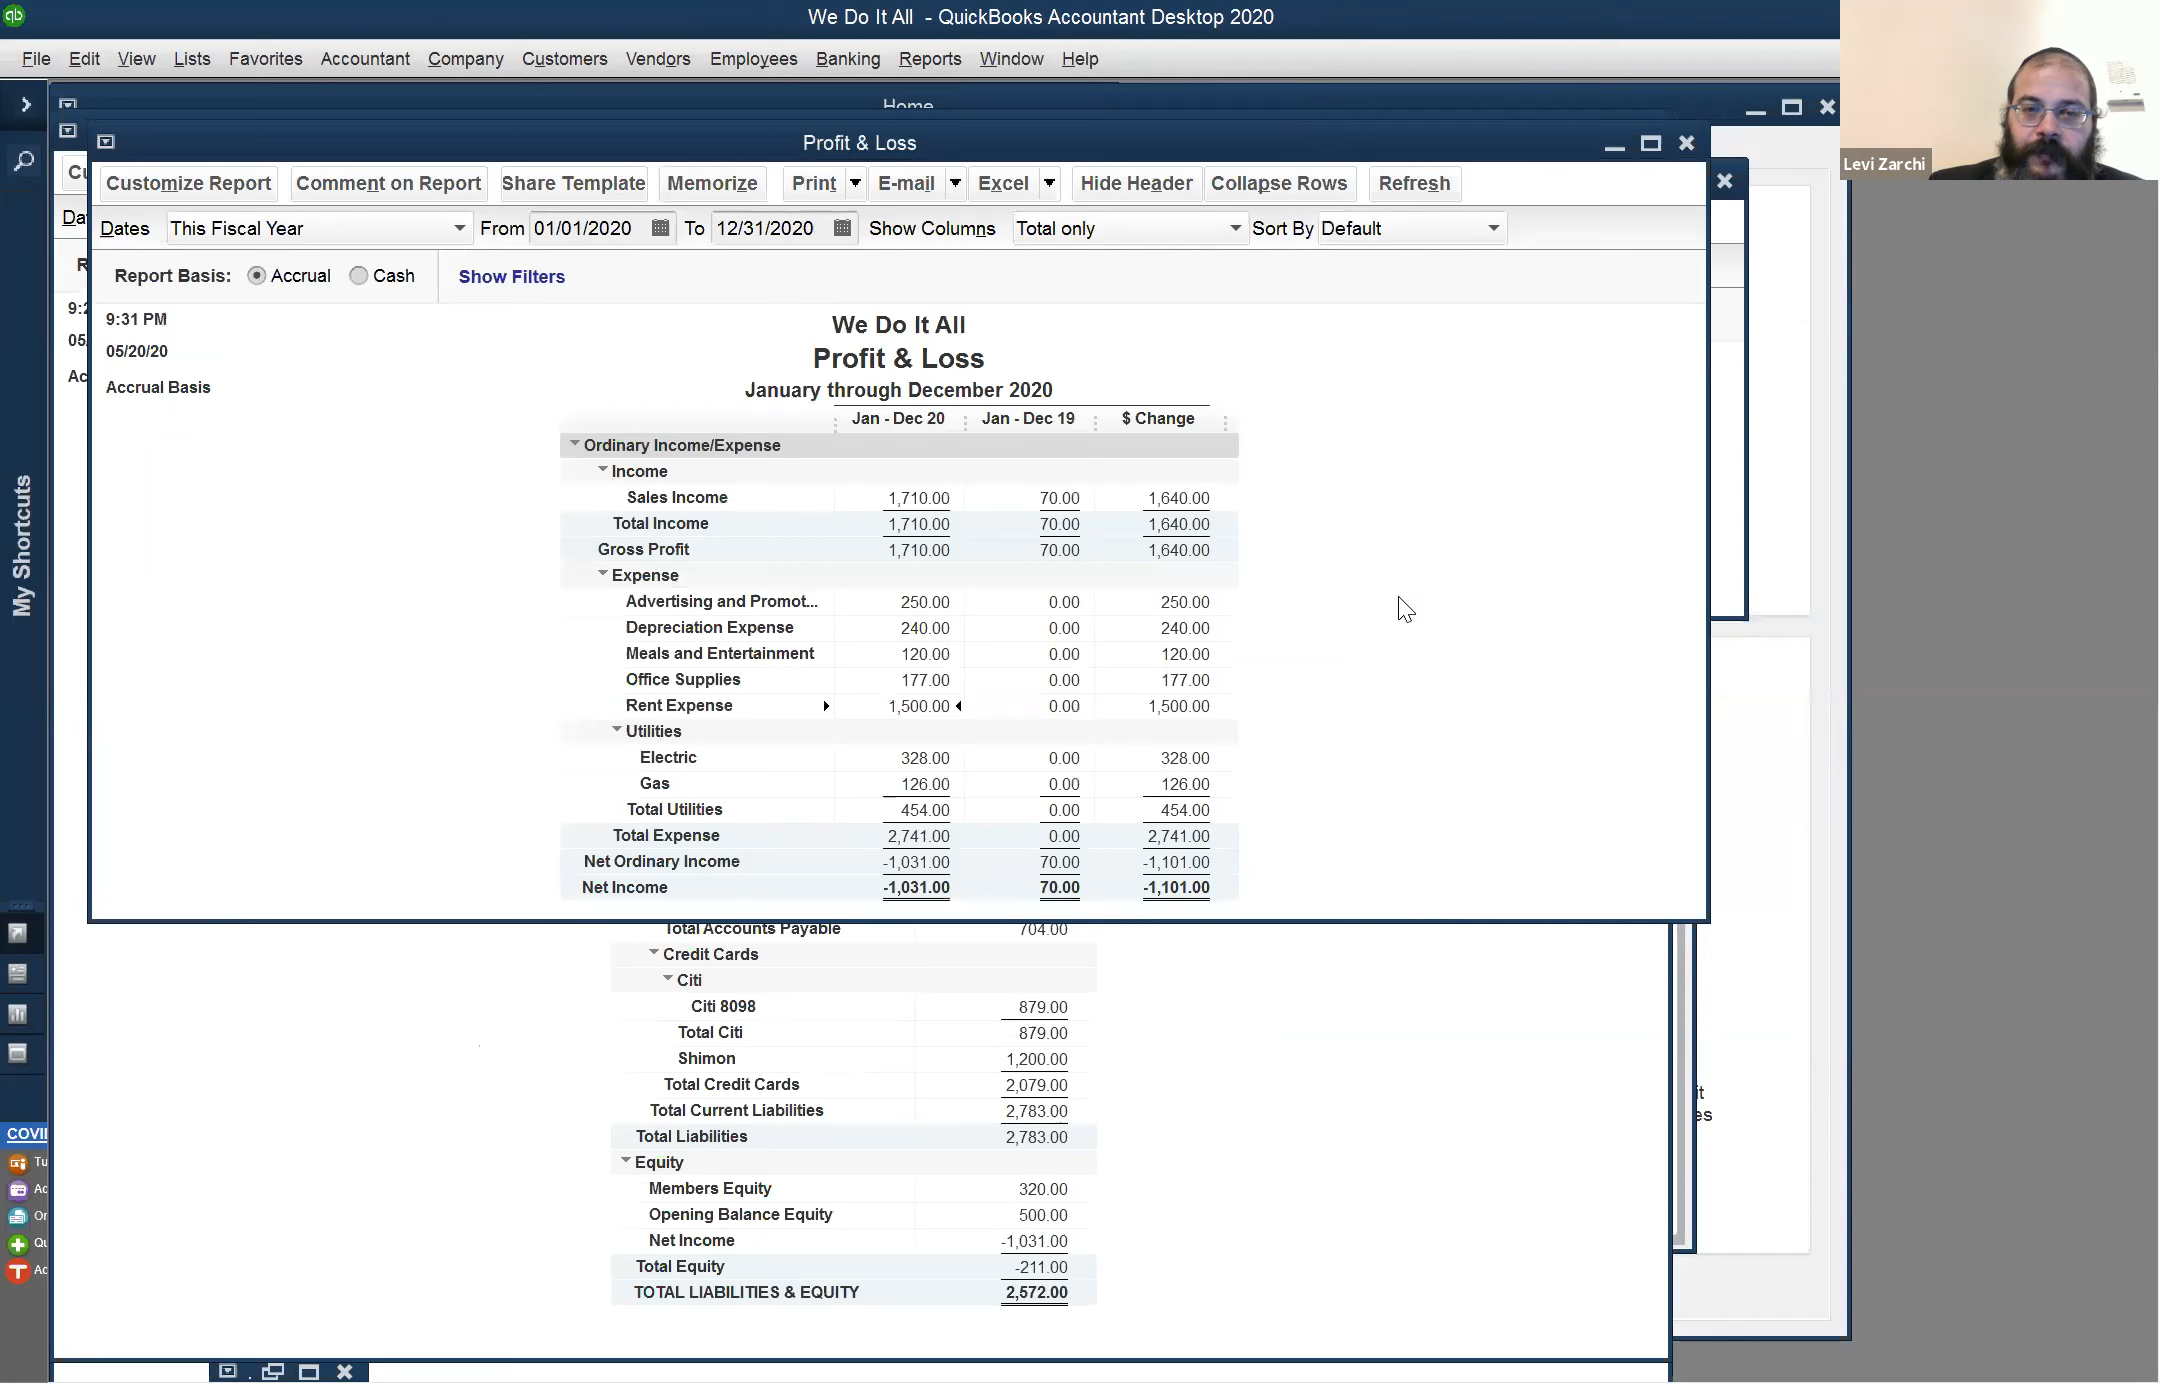 We Do It All - QuickBooks Accountant Desktop 2020
File Edit View Lists Favorites Accountant Company Customers Vendors Employees Banking Reports Window Help
Levi Zarchi
Home
Profit & Loss
Customize Report Comment on Report Share Template Memorize Print E-mail Excel Hide Header Collapse Rows Refresh
Dates This Fiscal Year From 01/01/2020 To 12/31/2020 Show Columns Total only Sort By Default
Report Basis: Accrual Cash Show Filters
9:31 PM
05/20/20
Accrual Basis
We Do It All
Profit & Loss
January through December 2020
Jan - Dec 20 Jan - Dec 19 $ Change
Ordinary Income/Expense
Income
Sales Income 1,710.00 70.00 1,640.00
Total Income 1,710.00 70.00 1,640.00
Gross Profit 1,710.00 70.00 1,640.00
Expense
Advertising and Promot... 250.00 0.00 250.00
Depreciation Expense 240.00 0.00 240.00
Meals and Entertainment 120.00 0.00 120.00
Office Supplies 177.00 0.00 177.00
Rent Expense 1,500.00 0.00 1,500.00
Utilities
Electric 328.00 0.00 328.00
Gas 126.00 0.00 126.00
Total Utilities 454.00 0.00 454.00
Total Expense 2,741.00 0.00 2,741.00
Net Ordinary Income -1,031.00 70.00 -1,101.00
Net Income -1,031.00 70.00 -1,101.00
Total Accounts Payable 704.00
Credit Cards
Citi
Citi 8098 879.00
Total Citi 879.00
Shimon 1,200.00
Total Credit Cards 2,079.00
Total Current Liabilities 2,783.00
Total Liabilities 2,783.00
Equity
Members Equity 320.00
Opening Balance Equity 500.00
Net Income -1,031.00
Total Equity -211.00
TOTAL LIABILITIES & EQUITY 2,572.00
My Shortcuts